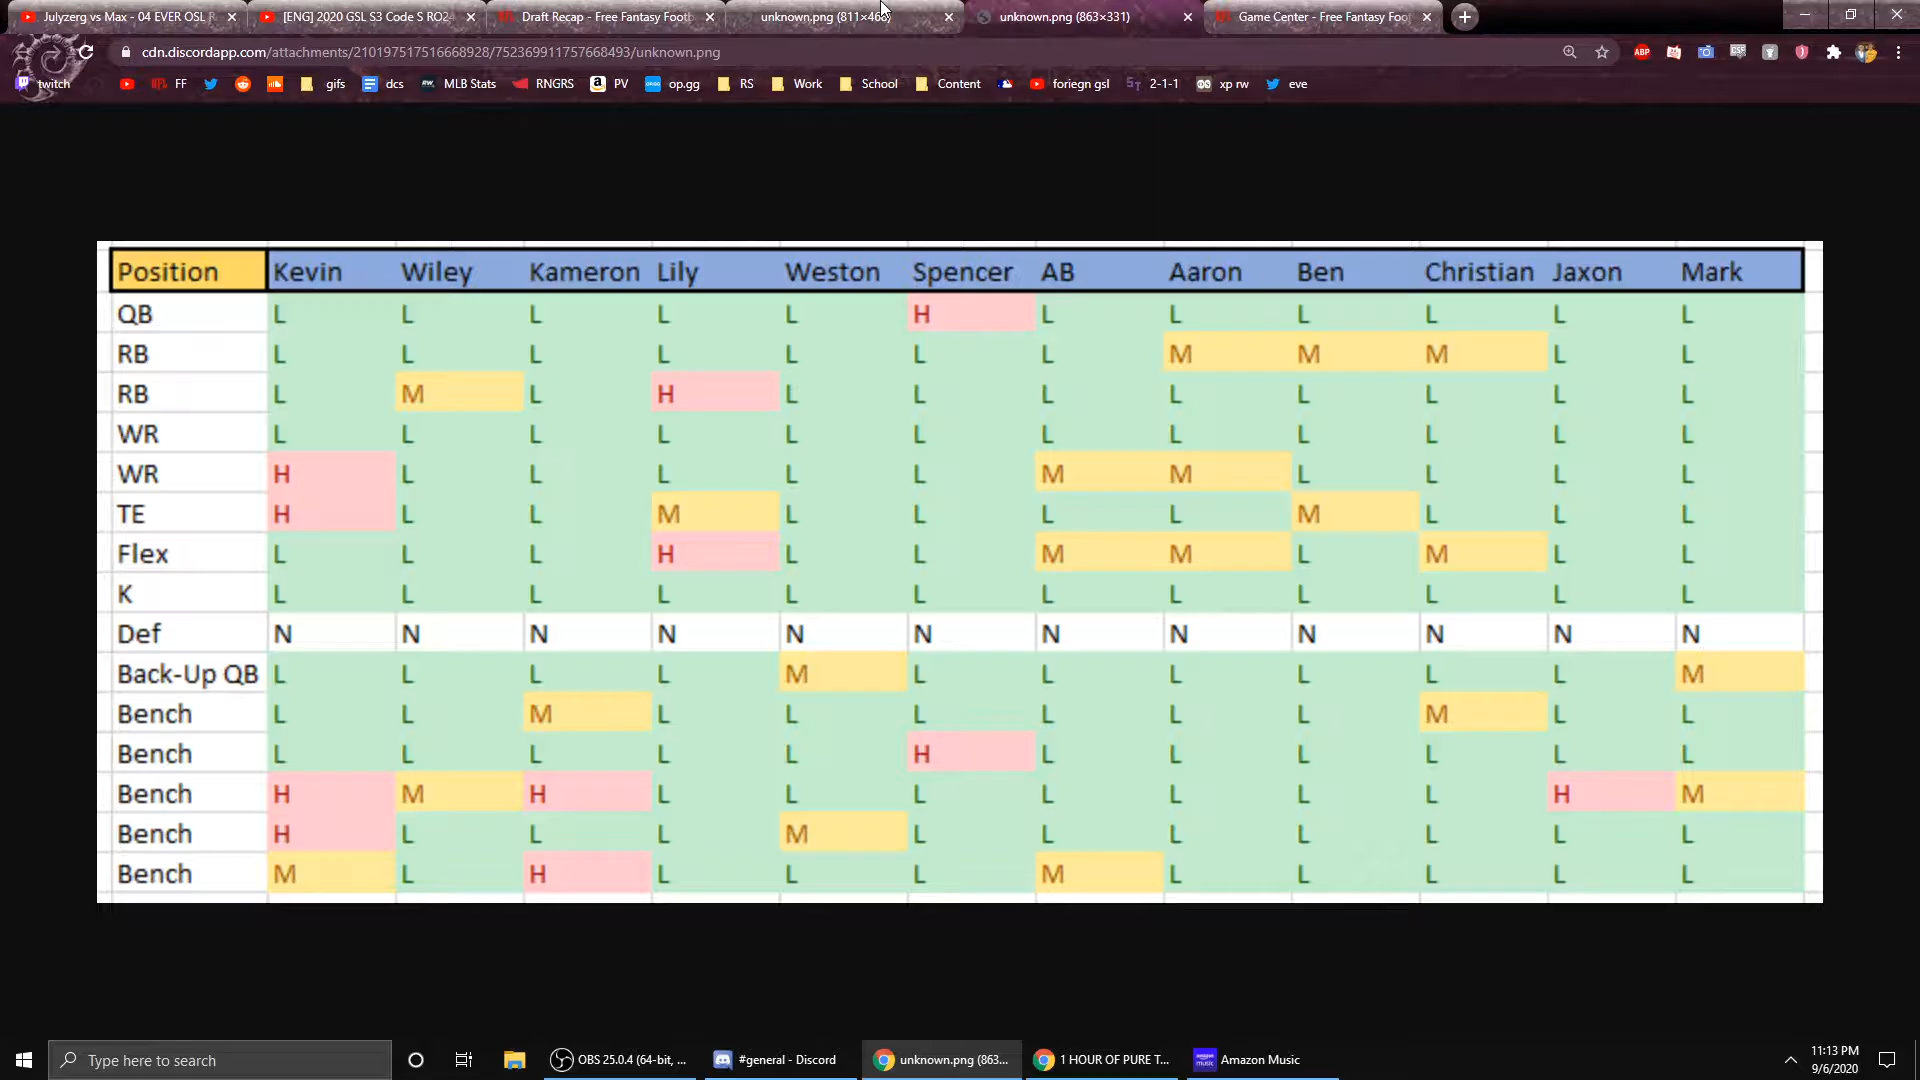 Julyzerg vs Max - 04 EVER OSL R
[ENG] 2020 GSL S3 Code S RO24
Draft Recap - Free Fantasy Footb
unknown.png (811×46
unknown.png (863×331)
Game Center - Free Fantasy Foo
cdn.discordapp.com/attachments/210197517516668928/752369911757668493/unknown.png
twitch FF gifs dcs MLB Stats RNGRS PV op.gg RS Work School Content foriegn gsl 2-1-1 xp rw eve
Position Kevin Wiley Kameron Lily Weston Spencer AB Aaron Ben Christian Jaxon Mark
QB L L L L L H L L L L L L
RB L L L L L L L M M M L L
RB L M L H L L L L L L L L
WR L L L L L L L L L L L L
WR H L L L L L M M L L L L
TE H L L M L L L L M L L L
Flex L L L H L L M M L M L L
K L L L L L L L L L L L L
Def N N N N N N N N N N N N
Back-Up QB L L L L M L L L L L L M
Bench L L M L L L L L L M L L
Bench L L L L L H L L L L L L
Bench H M H L L L L L L L H M
Bench H L L L M L L L L L L L
Bench M L H L L L M L L L L L
Type here to search
OBS 25.0.4 (64-bit, ...
#general - Discord
unknown.png (863...
1 HOUR OF PURE T...
Amazon Music
11:13 PM
9/6/2020